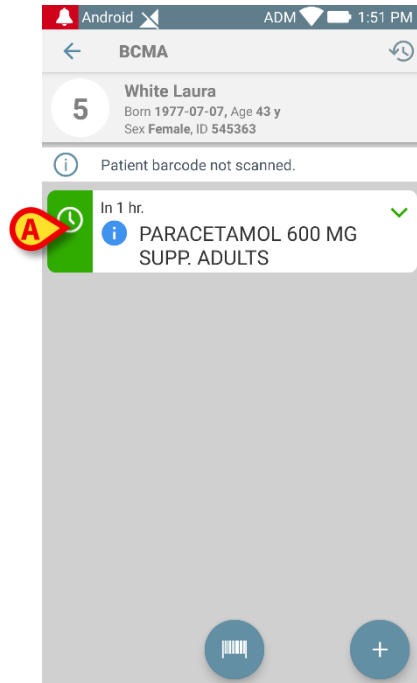 Android ADM 1:51 PM
BCMA
5
White Laura
Born 1977-07-07, Age 43 y
Sex Female, ID 545363
Patient barcode not scanned.
In 1 hr.
A
PARACETAMOL 600 MG
SUPP. ADULTS